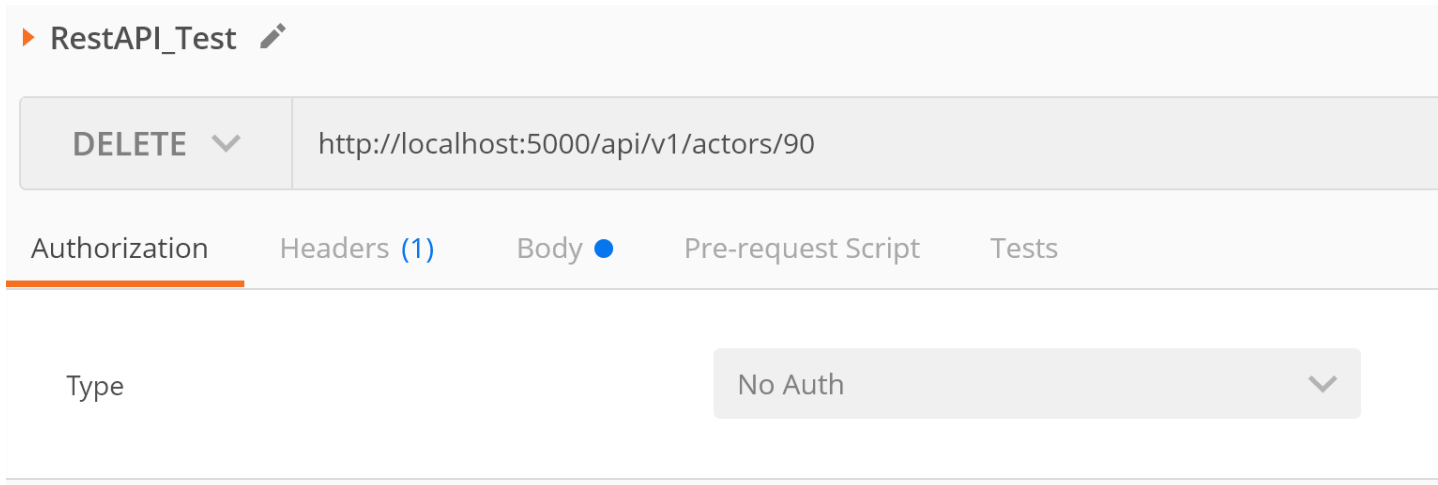 RestAPI_Test
DELETE http://localhost:5000/api/v1/actors/90
Authorization Headers (1) Body Pre-request Script Tests
Type No Auth